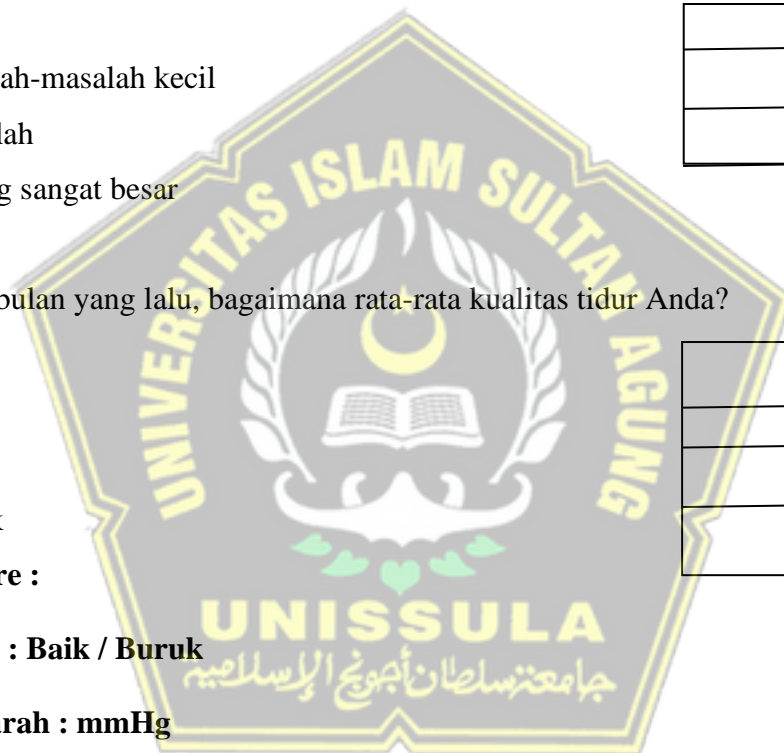 ah-masalah kecil
lah
g sangat besar
bulan yang lalu, bagaimana rata-rata kualitas tidur Anda?
k
re :
: Baik / Buruk
arah : mmHg
UNIVERSITAS ISLAM SULTAN AGUNG
UNISSULA
جامعة سلطان أجونج الإسلامية